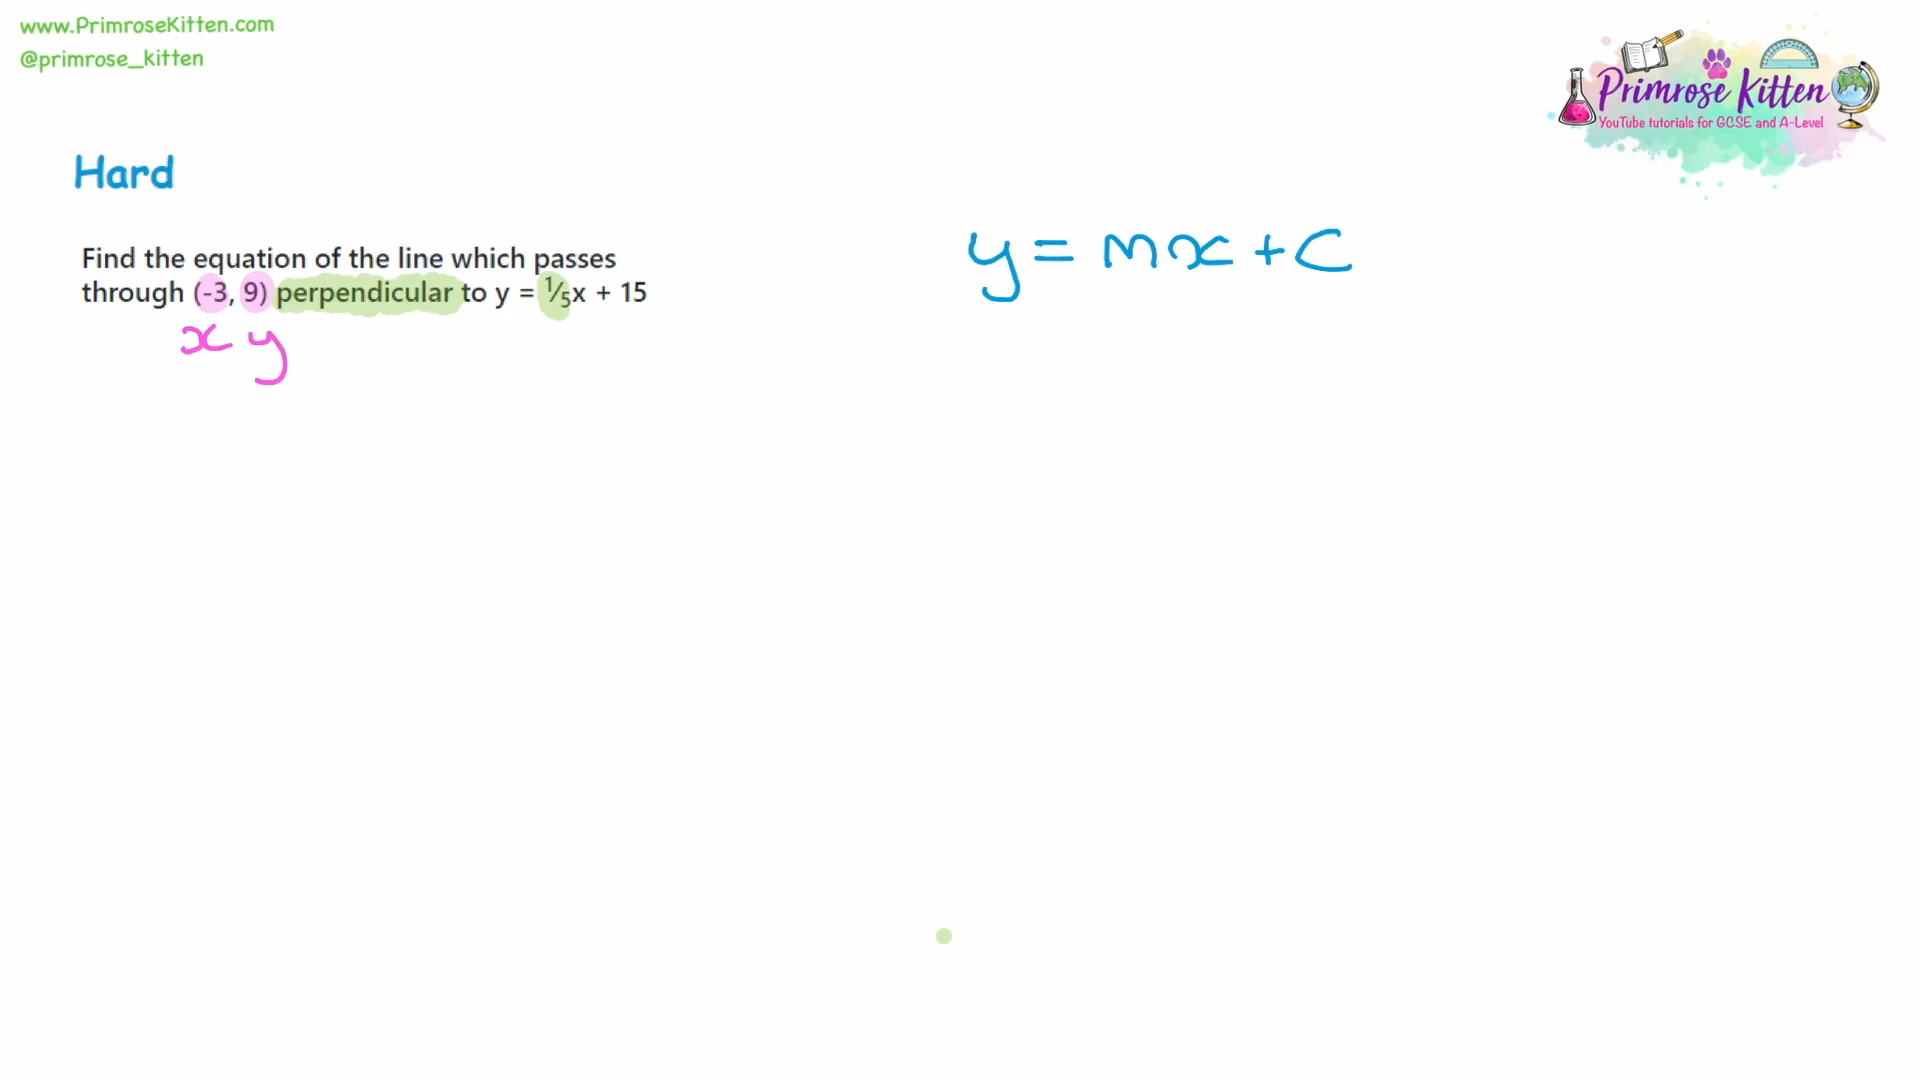 www.PrimroseKitten.com
@primrose_kitten
Primrose Kitten
YouTube tutorials for GCSE and A-Level
Hard
Find the equation of the line which passes
through (-3, 9) perpendicular to y = ⅕x + 15
x y
y = mx + c